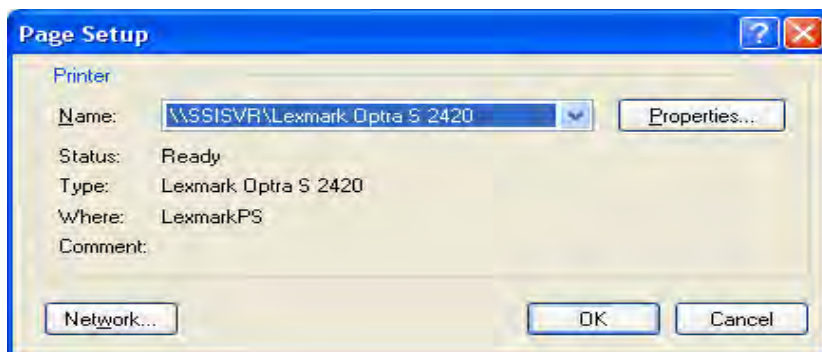 Page Setup
Printer
Name: \\SSISVR\Lexmark Optra S 2420 Properties...
Status: Ready
Type: Lexmark Optra S 2420
Where: LexmarkPS
Comment:
Network... OK Cancel